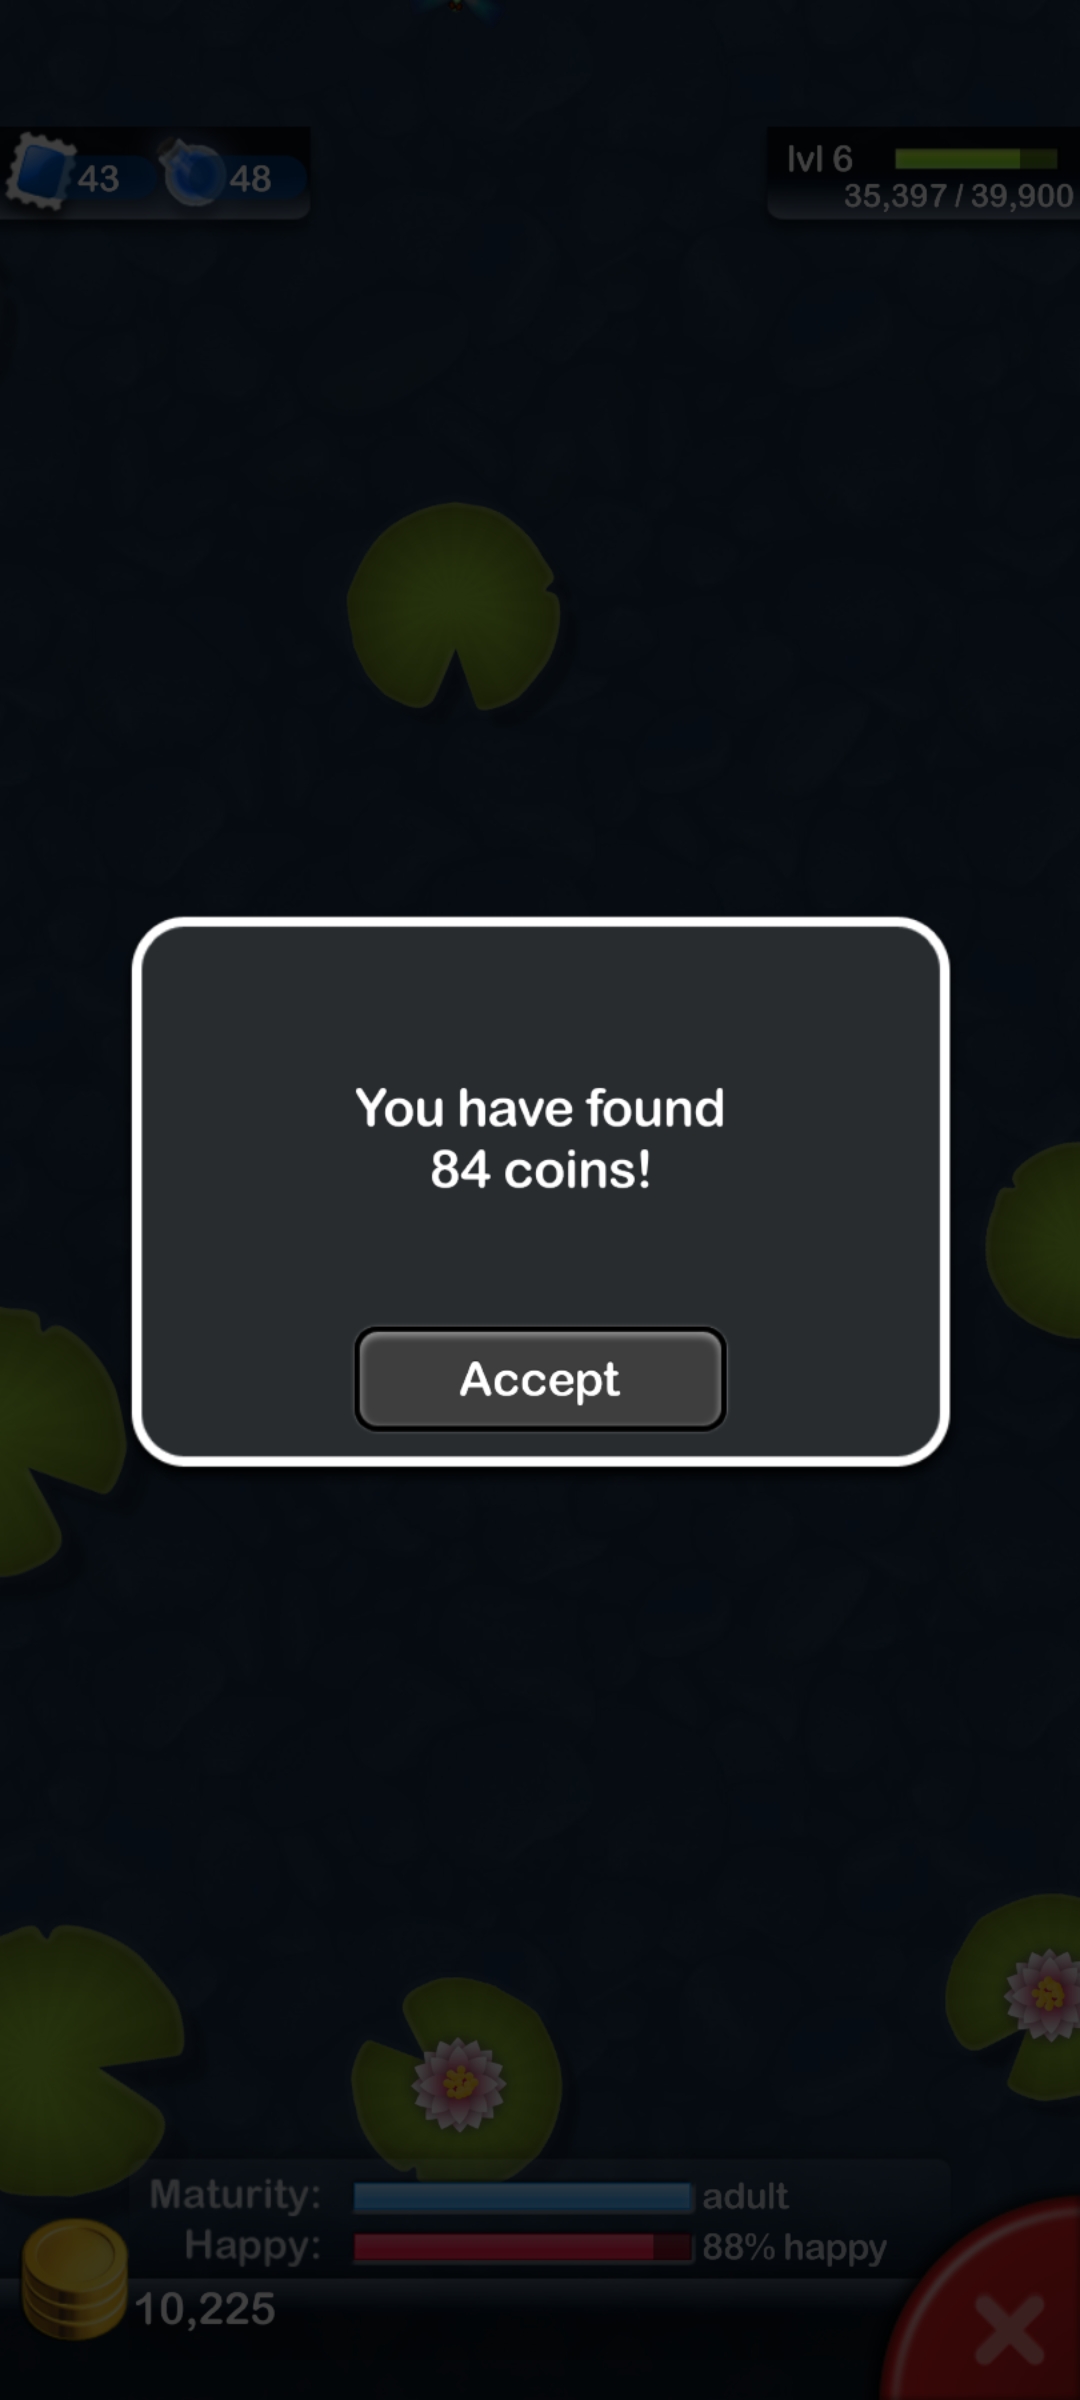 43
48
lvl 6
35,397 / 39,900
You have found
84 coins!
Accept
Maturity: adult
Happy: 88% happy
10,225